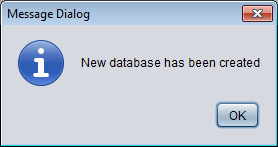 Message Dialog
New database has been created
OK